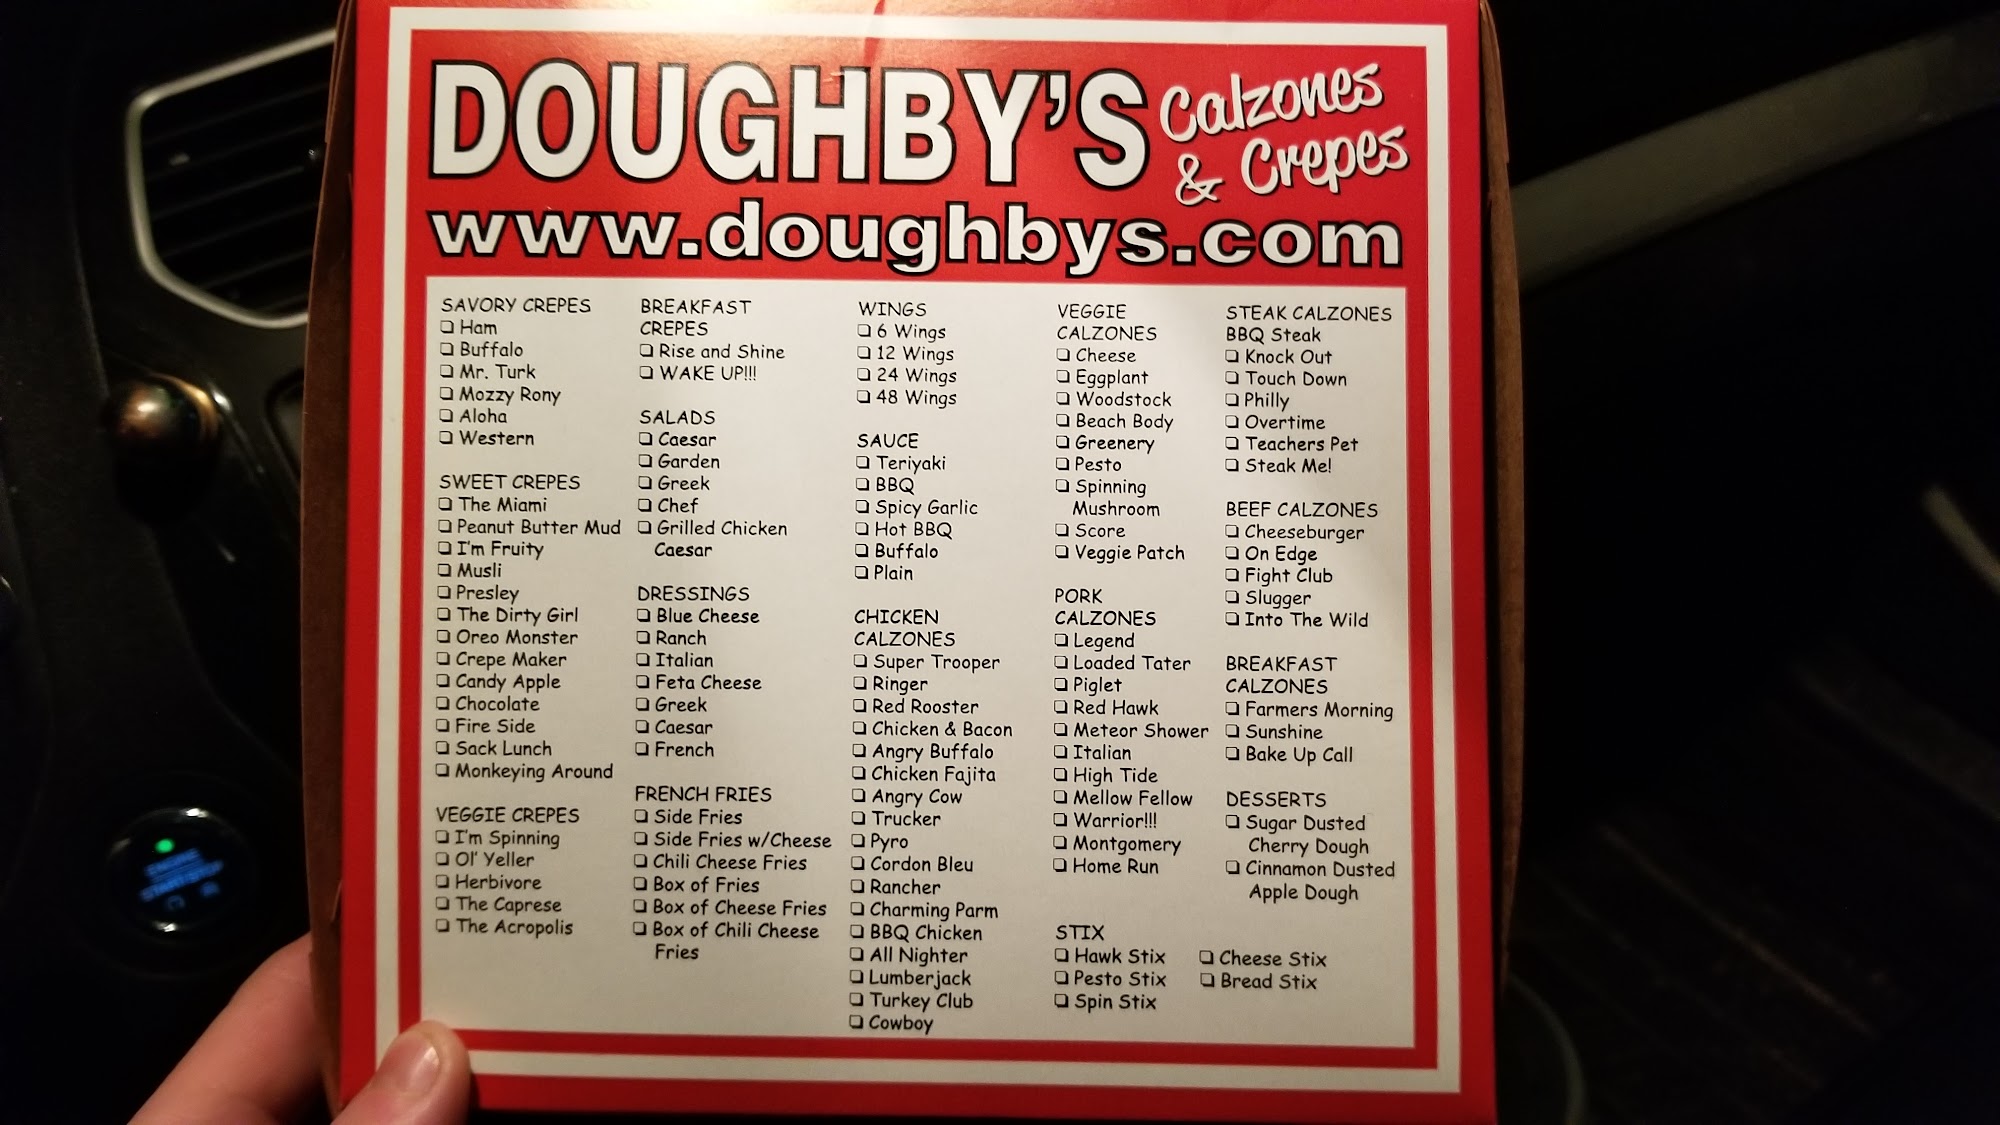 DOUGHBY'S Calzones
& Crepes
www.doughbys.com
SAVORY CREPES
❏ Ham
❏ Buffalo
❏ Mr. Turk
❏ Mozzy Rony
❏ Aloha
❏ Western
SWEET CREPES
❏ The Miami
❏ Peanut Butter Mud
❏ I'm Fruity
❏ Musli
❏ Presley
❏ The Dirty Girl
❏ Oreo Monster
❏ Crepe Maker
❏ Candy Apple
❏ Chocolate
❏ Fire Side
❏ Sack Lunch
❏ Monkeying Around
VEGGIE CREPES
❏ I'm Spinning
❏ Ol' Yeller
❏ Herbivore
❏ The Caprese
❏ The Acropolis
BREAKFAST
CREPES
❏ Rise and Shine
❏ WAKE UP!!!
SALADS
❏ Caesar
❏ Garden
❏ Greek
❏ Chef
❏ Grilled Chicken
Caesar
DRESSINGS
❏ Blue Cheese
❏ Ranch
❏ Italian
❏ Feta Cheese
❏ Greek
❏ Caesar
❏ French
FRENCH FRIES
❏ Side Fries
❏ Side Fries w/Cheese
❏ Chili Cheese Fries
❏ Box of Fries
❏ Box of Cheese Fries
❏ Box of Chili Cheese
Fries
WINGS
❏ 6 Wings
❏ 12 Wings
❏ 24 Wings
❏ 48 Wings
SAUCE
❏ Teriyaki
❏ BBQ
❏ Spicy Garlic
❏ Hot BBQ
❏ Buffalo
❏ Plain
CHICKEN
CALZONES
❏ Super Trooper
❏ Ringer
❏ Red Rooster
❏ Chicken & Bacon
❏ Angry Buffalo
❏ Chicken Fajita
❏ Angry Cow
❏ Trucker
❏ Pyro
❏ Cordon Bleu
❏ Rancher
❏ Charming Parm
❏ BBQ Chicken
❏ All Nighter
❏ Lumberjack
❏ Turkey Club
❏ Cowboy
VEGGIE
CALZONES
❏ Cheese
❏ Eggplant
❏ Woodstock
❏ Beach Body
❏ Greenery
❏ Pesto
❏ Spinning
Mushroom
❏ Score
❏ Veggie Patch
PORK
CALZONES
❏ Legend
❏ Loaded Tater
❏ Piglet
❏ Red Hawk
❏ Meteor Shower
❏ Italian
❏ High Tide
❏ Mellow Fellow
❏ Warrior!!!
❏ Montgomery
❏ Home Run
STIX
❏ Hawk Stix
❏ Pesto Stix
❏ Spin Stix
❏ Cheese Stix
❏ Bread Stix
STEAK CALZONES
BBQ Steak
❏ Knock Out
❏ Touch Down
❏ Philly
❏ Overtime
❏ Teachers Pet
❏ Steak Me!
BEEF CALZONES
❏ Cheeseburger
❏ On Edge
❏ Fight Club
❏ Slugger
❏ Into The Wild
BREAKFAST
CALZONES
❏ Farmers Morning
❏ Sunshine
❏ Bake Up Call
DESSERTS
❏ Sugar Dusted
Cherry Dough
❏ Cinnamon Dusted
Apple Dough
ENGINE
START/STOP